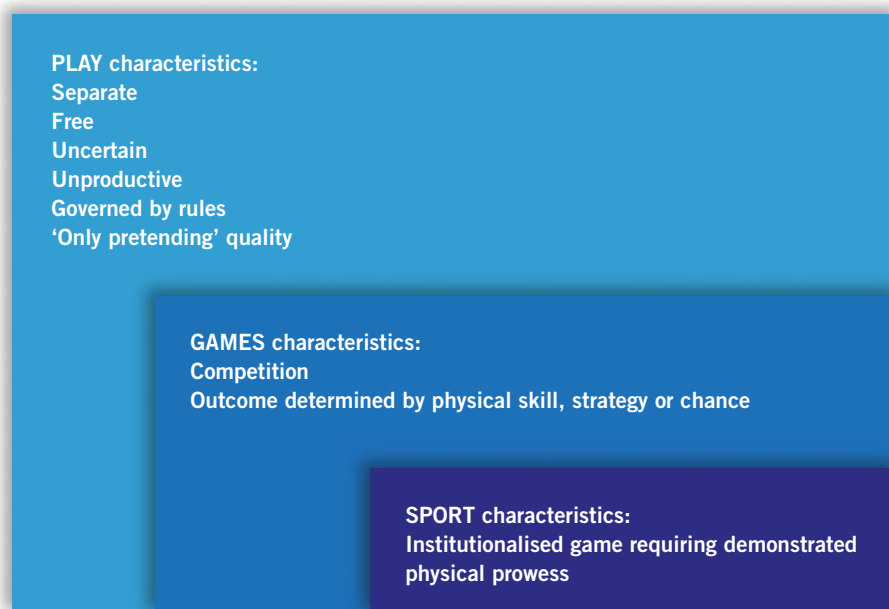 PLAY characteristics:
Separate
Free
Uncertain
Unproductive
Governed by rules
‘Only pretending’ quality
GAMES characteristics:
Competition
Outcome determined by physical skill, strategy or chance
SPORT characteristics:
Institutionalised game requiring demonstrated
physical prowess